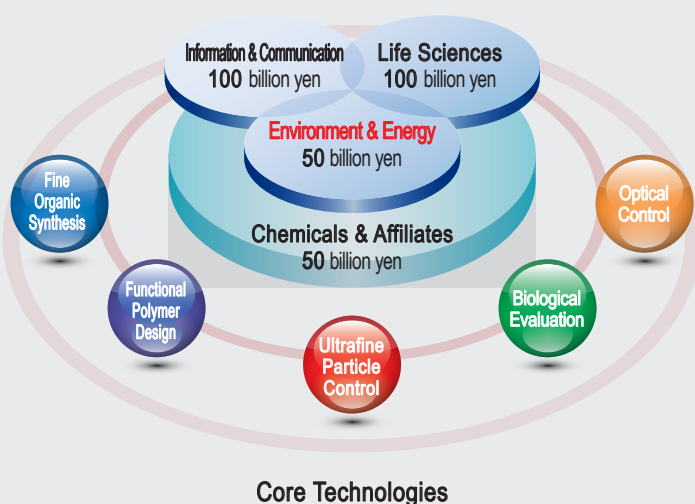 Information & Communication
100 billion yen
Life Sciences
100 billion yen
Environment & Energy
50 billion yen
Chemicals & Affiliates
50 billion yen
Fine
Organic
Synthesis
Functional
Polymer
Design
Ultrafine
Particle
Control
Biological
Evaluation
Optical
Control
Core Technologies